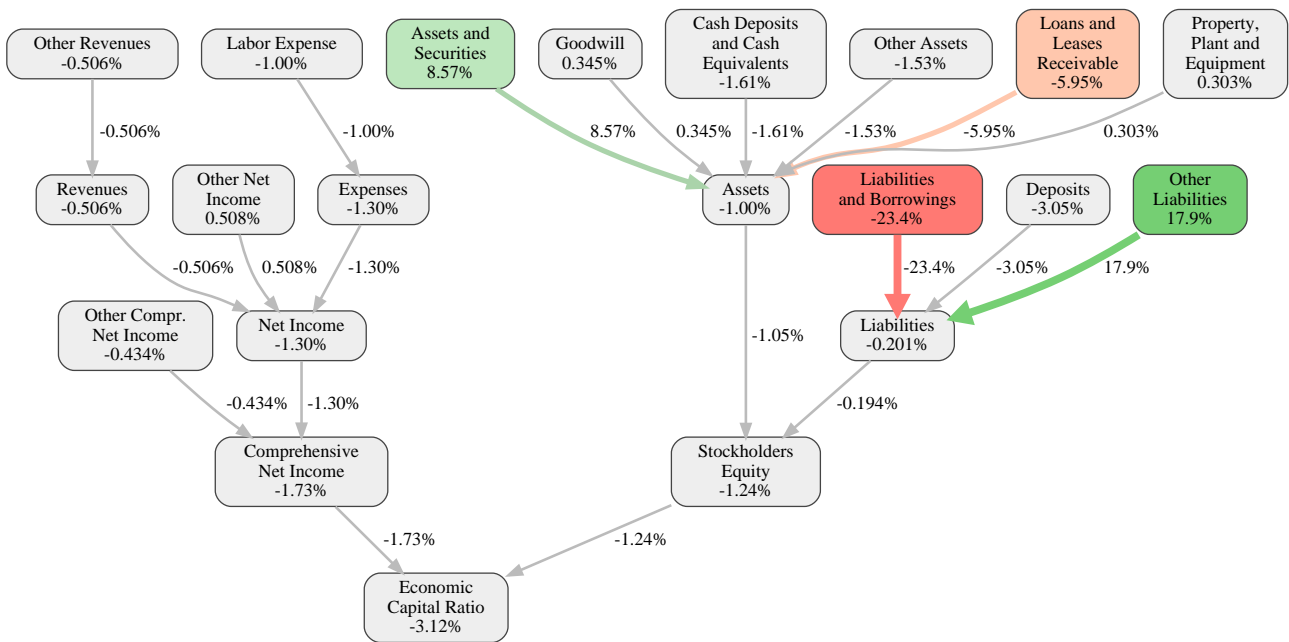 Other Revenues
-0.506%
Labor Expense
-1.00%
Assets and
Securities
8.57%
Goodwill
0.345%
Cash Deposits
and Cash
Equivalents
-1.61%
Other Assets
-1.53%
Loans and
Leases
Receivable
-5.95%
Property,
Plant and
Equipment
0.303%
-0.506%
-1.00%
8.57%
0.345%
-1.61%
-1.53%
-5.95%
0.303%
Revenues
-0.506%
Other Net
Income
0.508%
Expenses
-1.30%
Assets
-1.00%
Liabilities
and Borrowings
-23.4%
Deposits
-3.05%
Other
Liabilities
17.9%
-0.506%
0.508%
-1.30%
-23.4%
-3.05%
17.9%
Other Compr.
Net Income
-0.434%
Net Income
-1.30%
-1.05%
Liabilities
-0.201%
-0.434%
-1.30%
-0.194%
Comprehensive
Net Income
-1.73%
Stockholders
Equity
-1.24%
-1.73%
-1.24%
Economic
Capital Ratio
-3.12%